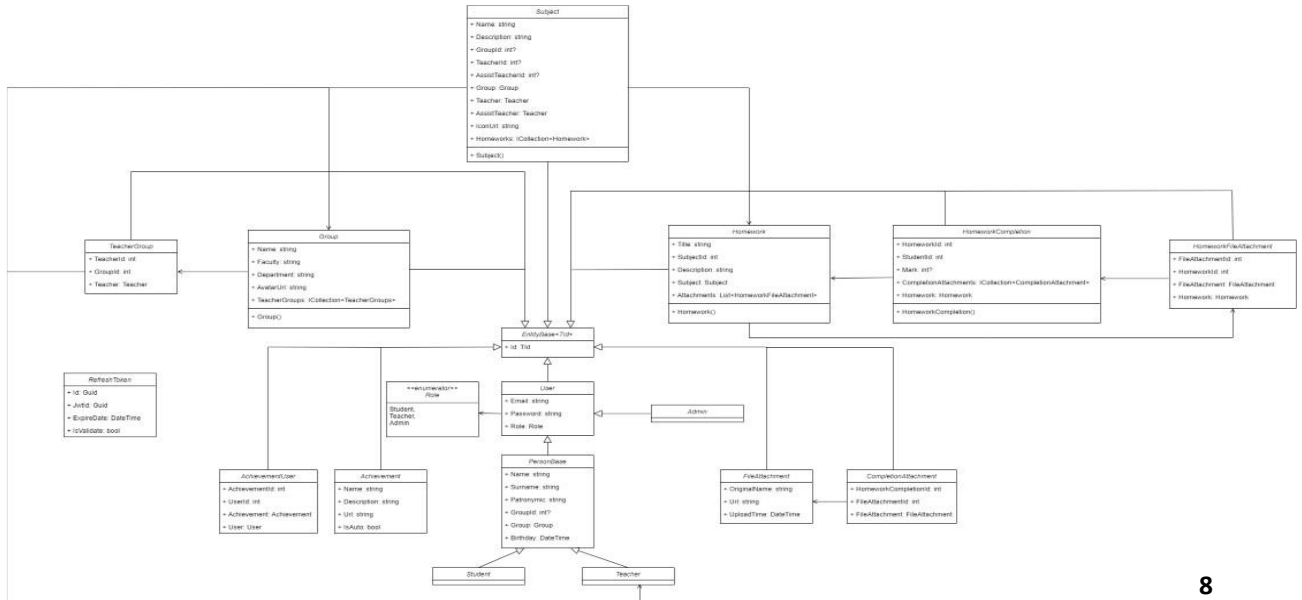 Subject
+ Name: string
+ Description: string
+ GroupId: int?
+ TeacherId: int?
+ AssistTeacherId: int?
+ Group: Group
+ Teacher: Teacher
+ AssistTeacher: Teacher
+ IconUrl: string
+ Homeworks: ICollection<Homework>
+ Subject()
TeacherGroup
+ TeacherId: int
+ GroupId: int
+ Teacher: Teacher
Group
+ Name: string
+ Faculty: string
+ Department: string
+ AvatarUrl: string
+ TeacherGroups: ICollection<TeacherGroups>
+ Group()
Homework
+ Title: string
+ SubjectId: int
+ Description: string
+ Subject: Subject
+ Attachments: List<HomeworkFileAttachment>
+ Homework()
HomeworkCompletion
+ HomeworkId: int
+ StudentId: int
+ Mark: int?
+ CompletionAttachments: ICollection<CompletionAttachment>
+ Homework: Homework
+ HomeworkCompletion()
HomeworkFileAttachment
+ FileAttachmentId: int
+ HomeworkId: int
+ FileAttachment: FileAttachment
+ Homework: Homework
EntityBase<TId>
+ Id: TId
RefreshToken
+ Id: Guid
+ JwtId: Guid
+ ExpireDate: DateTime
+ IsValidate: bool
<<enumerator>>
Role
Student,
Teacher,
Admin
User
+ Email: string
+ Password: string
+ Role: Role
Admin
AchievementUser
+ AchievementId: int
+ UserId: int
+ Achievement: Achievement
+ User: User
Achievement
+ Name: string
+ Description: string
+ Url: string
+ IsAuto: bool
PersonBase
+ Name: string
+ Surname: string
+ Patronymic: string
+ GroupId: int?
+ Group: Group
+ Birthday: DateTime
FileAttachment
+ OriginalName: string
+ Url: string
+ UploadTime: DateTime
CompletionAttachment
+ HomeworkCompletionId: int
+ FileAttachmentId: int
+ FileAttachment: FileAttachment
Student
Teacher
8